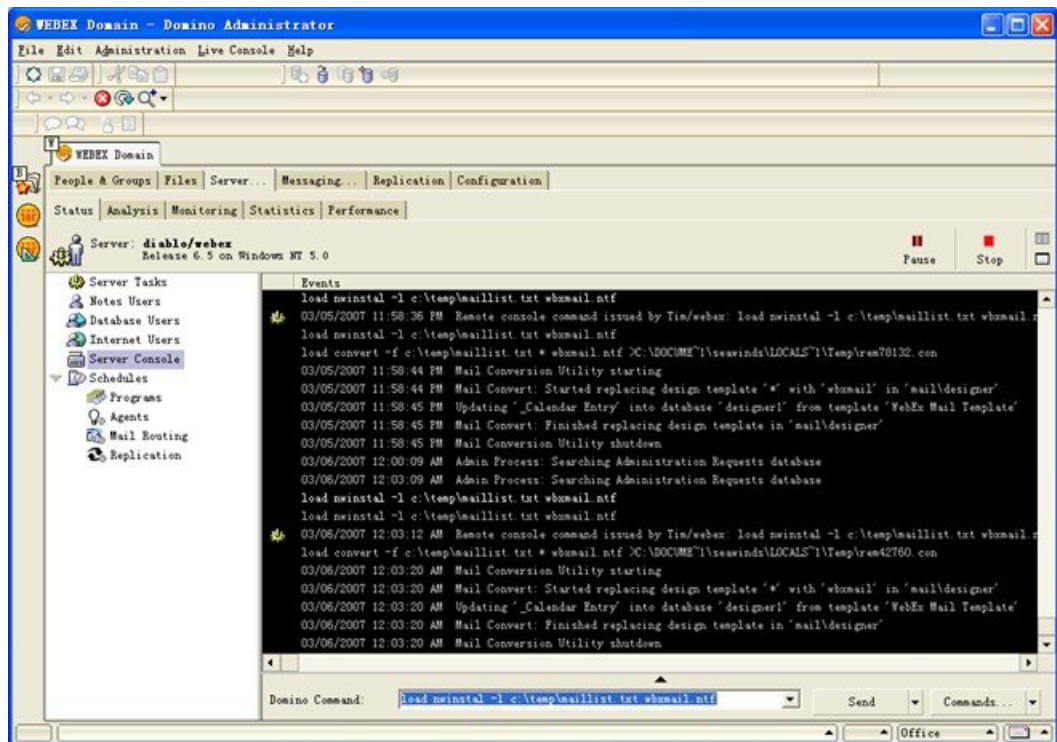 WEBEX Domain - Domino Administrator
File Edit Administration Live Console Help
WEBEX Domain
People & Groups Files Server... Messaging... Replication Configuration
Status Analysis Monitoring Statistics Performance
Server: diablo/webex
Release 6.5 on Windows NT 5.0
Pause Stop
Server Tasks
Notes Users
Database Users
Internet Users
Server Console
Schedules
Programs
Agents
Mail Routing
Replication
Events
load nwinstal -l c:\temp\maillist.txt wbxmail.ntf
03/05/2007 11:58:36 PM Remote console command issued by Tim/webex: load nwinstal -l c:\temp\maillist.txt wbxmail.
load nwinstal -l c:\temp\maillist.txt wbxmail.ntf
load convert -f c:\temp\maillist.txt * wbxmail.ntf >C:\DOCUME~1\seawinds\LOCALS~1\Temp\rem78132.con
03/05/2007 11:58:44 PM Mail Conversion Utility starting
03/05/2007 11:58:44 PM Mail Convert: Started replacing design template '*' with 'wbxmail' in 'mail\designer'
03/05/2007 11:58:45 PM Updating '_Calendar Entry' into database 'designer1' from template 'WebEx Mail Template'
03/05/2007 11:58:45 PM Mail Convert: Finished replacing design template in 'mail\designer'
03/05/2007 11:58:45 PM Mail Conversion Utility shutdown
03/06/2007 12:00:09 AM Admin Process: Searching Administration Requests database
03/06/2007 12:03:09 AM Admin Process: Searching Administration Requests database
load nwinstal -l c:\temp\maillist.txt wbxmail.ntf
load nwinstal -l c:\temp\maillist.txt wbxmail.ntf
03/06/2007 12:03:12 AM Remote console command issued by Tim/webex: load nwinstal -l c:\temp\maillist.txt wbxmail.
load convert -f c:\temp\maillist.txt * wbxmail.ntf >C:\DOCUME~1\seawinds\LOCALS~1\Temp\rem42760.con
03/06/2007 12:03:20 AM Mail Conversion Utility starting
03/06/2007 12:03:20 AM Mail Convert: Started replacing design template '*' with 'wbxmail' in 'mail\designer'
03/06/2007 12:03:20 AM Updating '_Calendar Entry' into database 'designer1' from template 'WebEx Mail Template'
03/06/2007 12:03:20 AM Mail Convert: Finished replacing design template in 'mail\designer'
03/06/2007 12:03:20 AM Mail Conversion Utility shutdown
Domino Command: load nwinstal -l c:\temp\maillist.txt wbxmail.ntf Send Commands...
Office